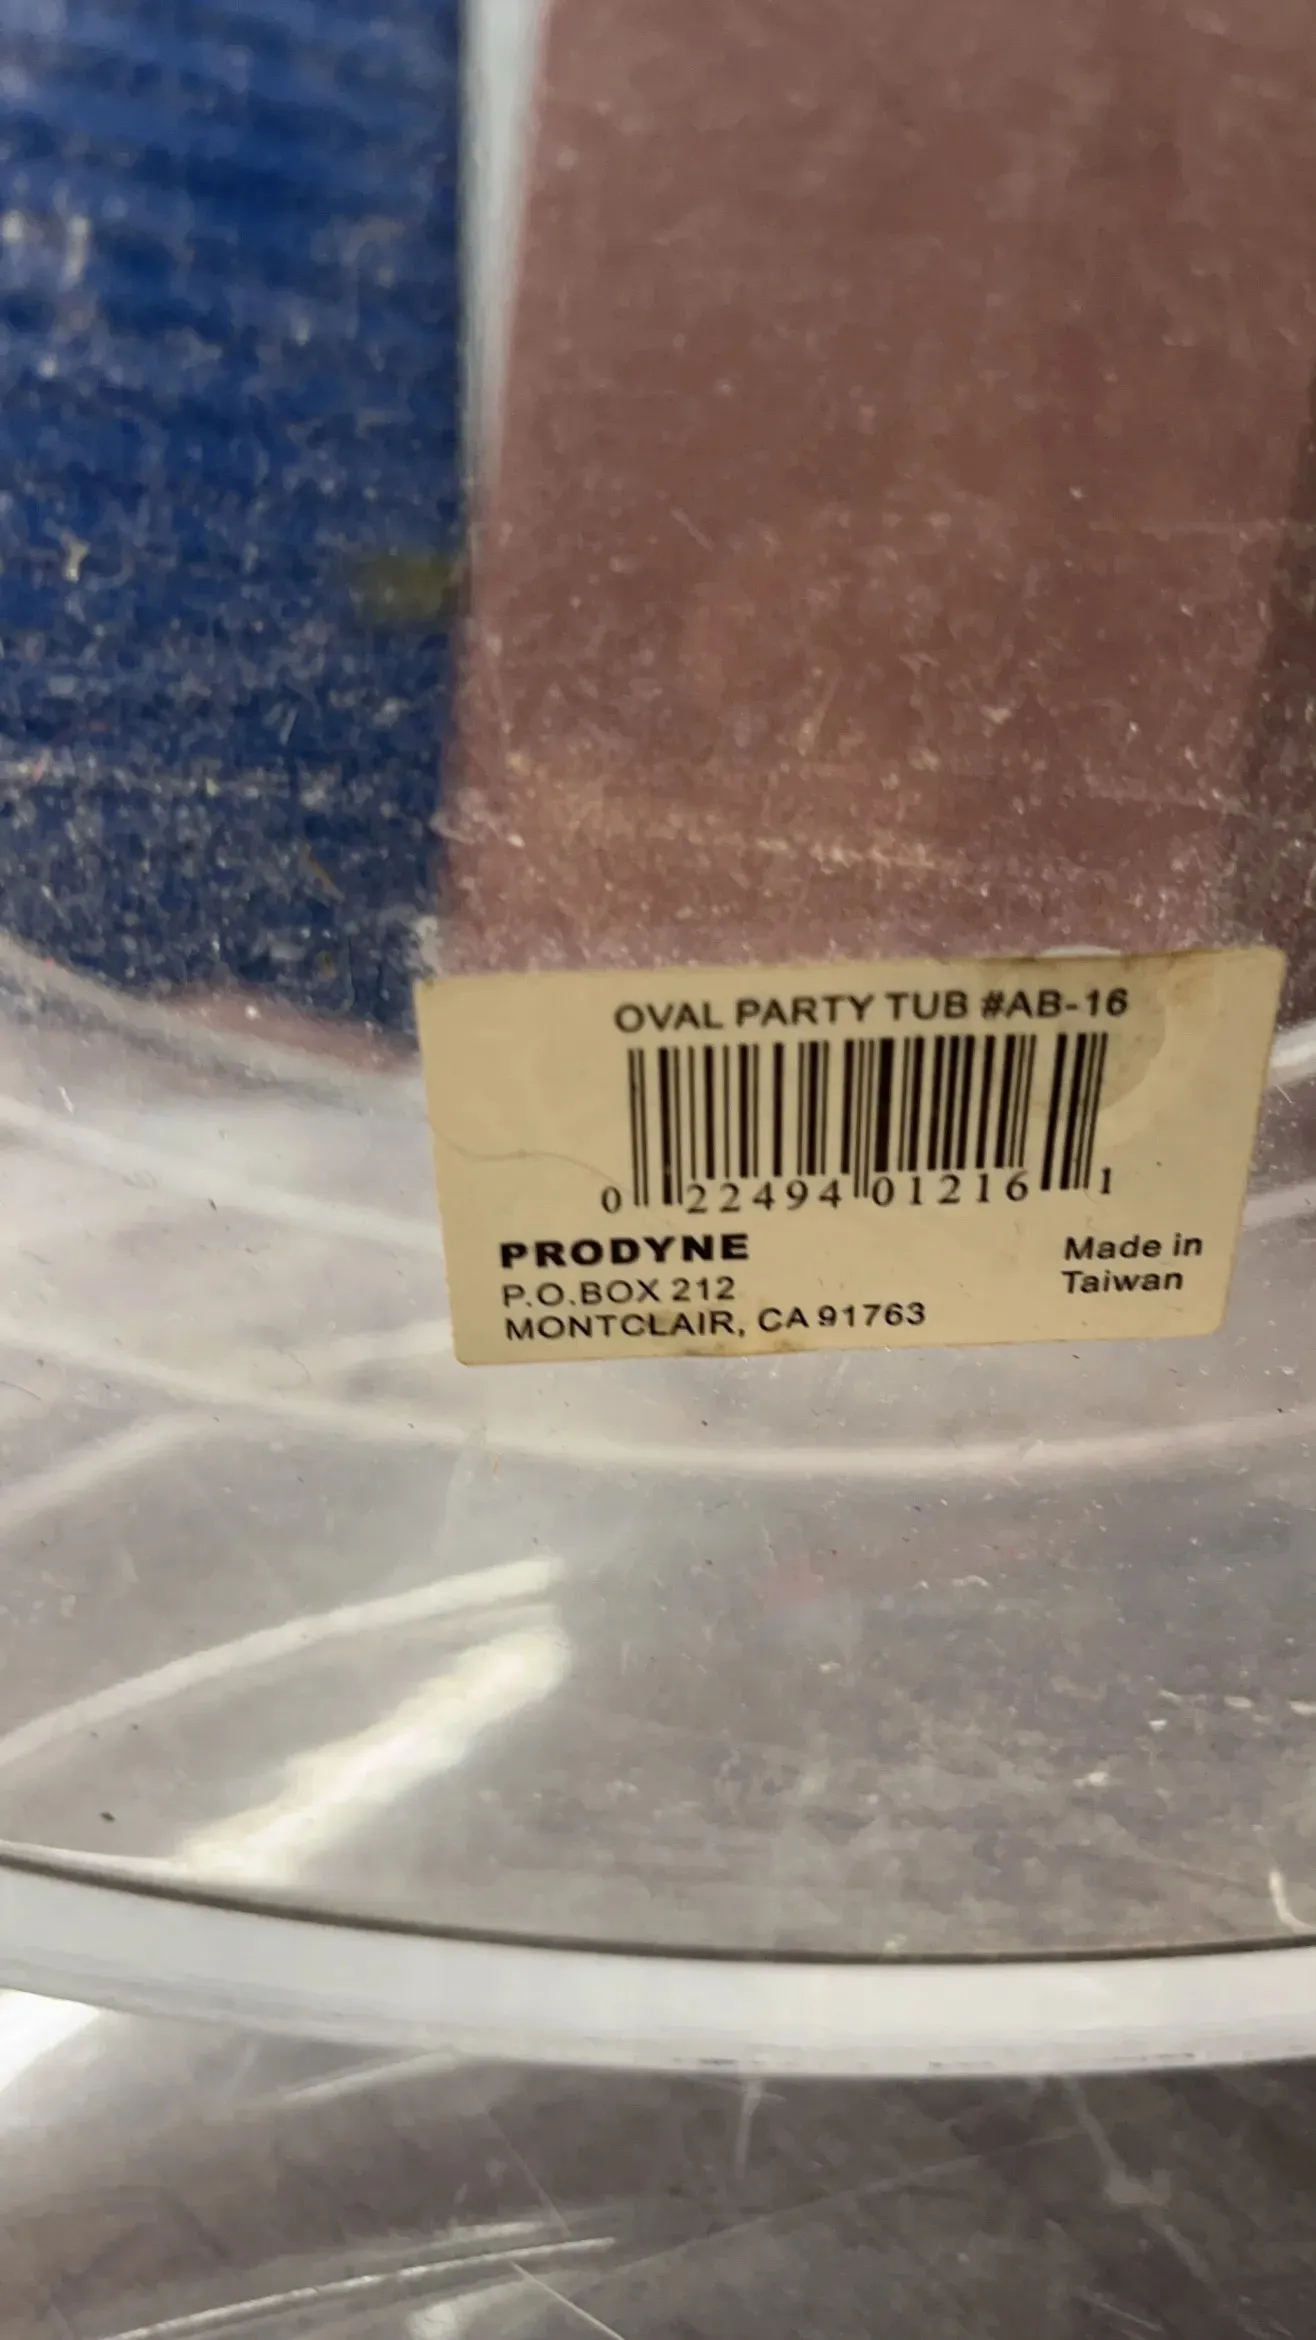 OVAL PARTY TUB #AB-16
0 22494 01216 1
PRODYNE
P.O.BOX 212
MONTCLAIR, CA 91763
Made in
Taiwan